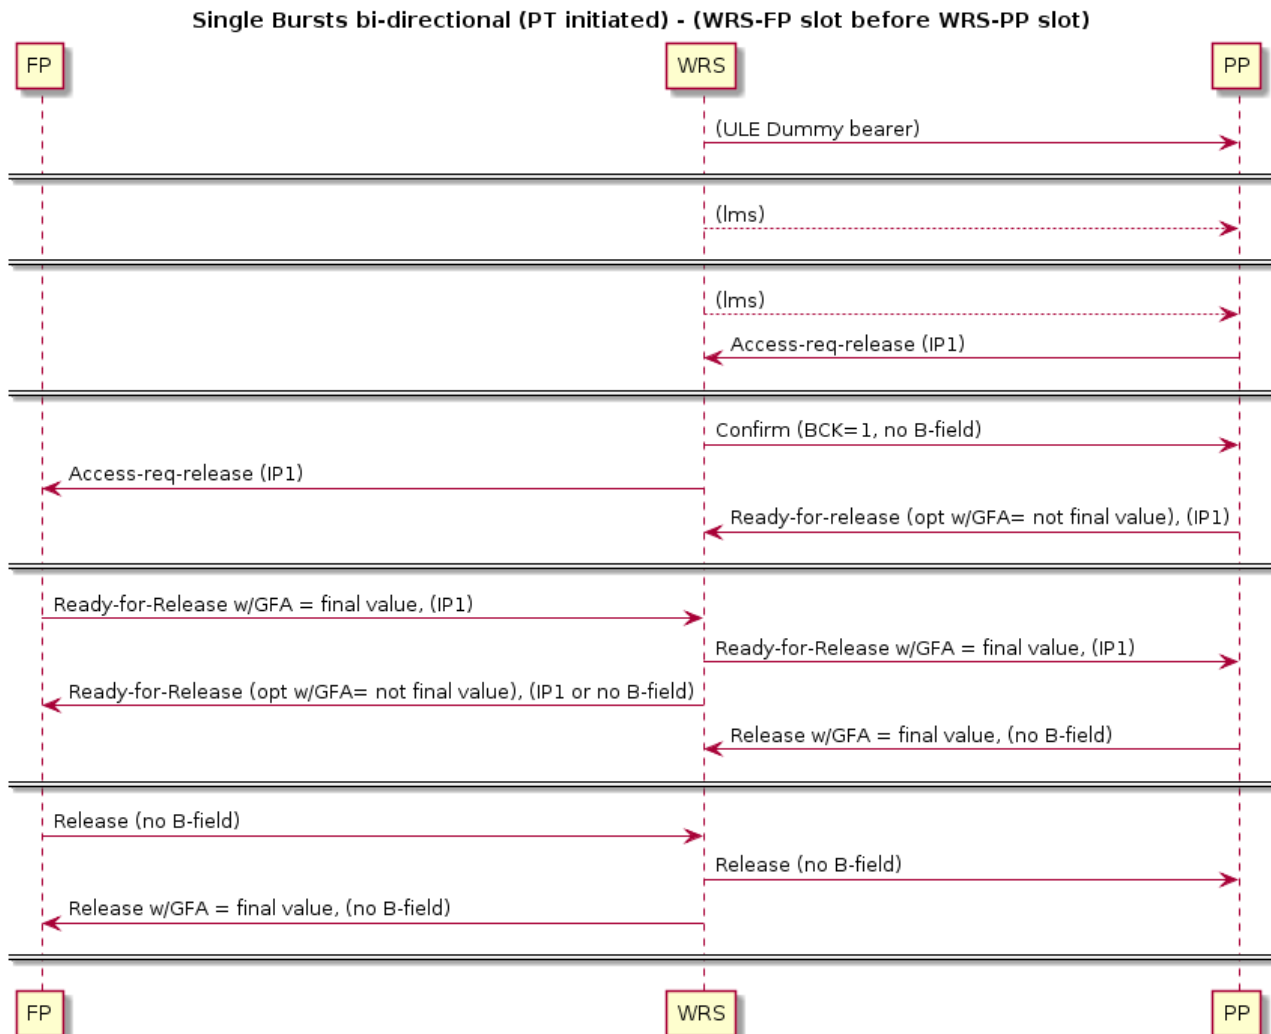 Single Bursts bi-directional (PT initiated) - (WRS-FP slot before WRS-PP slot)
FP
WRS
PP
(ULE Dummy bearer)
(lms)
(lms)
Access-req-release (IP1)
Confirm (BCK=1, no B-field)
Access-req-release (IP1)
Ready-for-release (opt w/GFA= not final value), (IP1)
Ready-for-Release w/GFA = final value, (IP1)
Ready-for-Release w/GFA = final value, (IP1)
Ready-for-Release (opt w/GFA= not final value), (IP1 or no B-field)
Release w/GFA = final value, (no B-field)
Release (no B-field)
Release (no B-field)
Release w/GFA = final value, (no B-field)
FP
WRS
PP